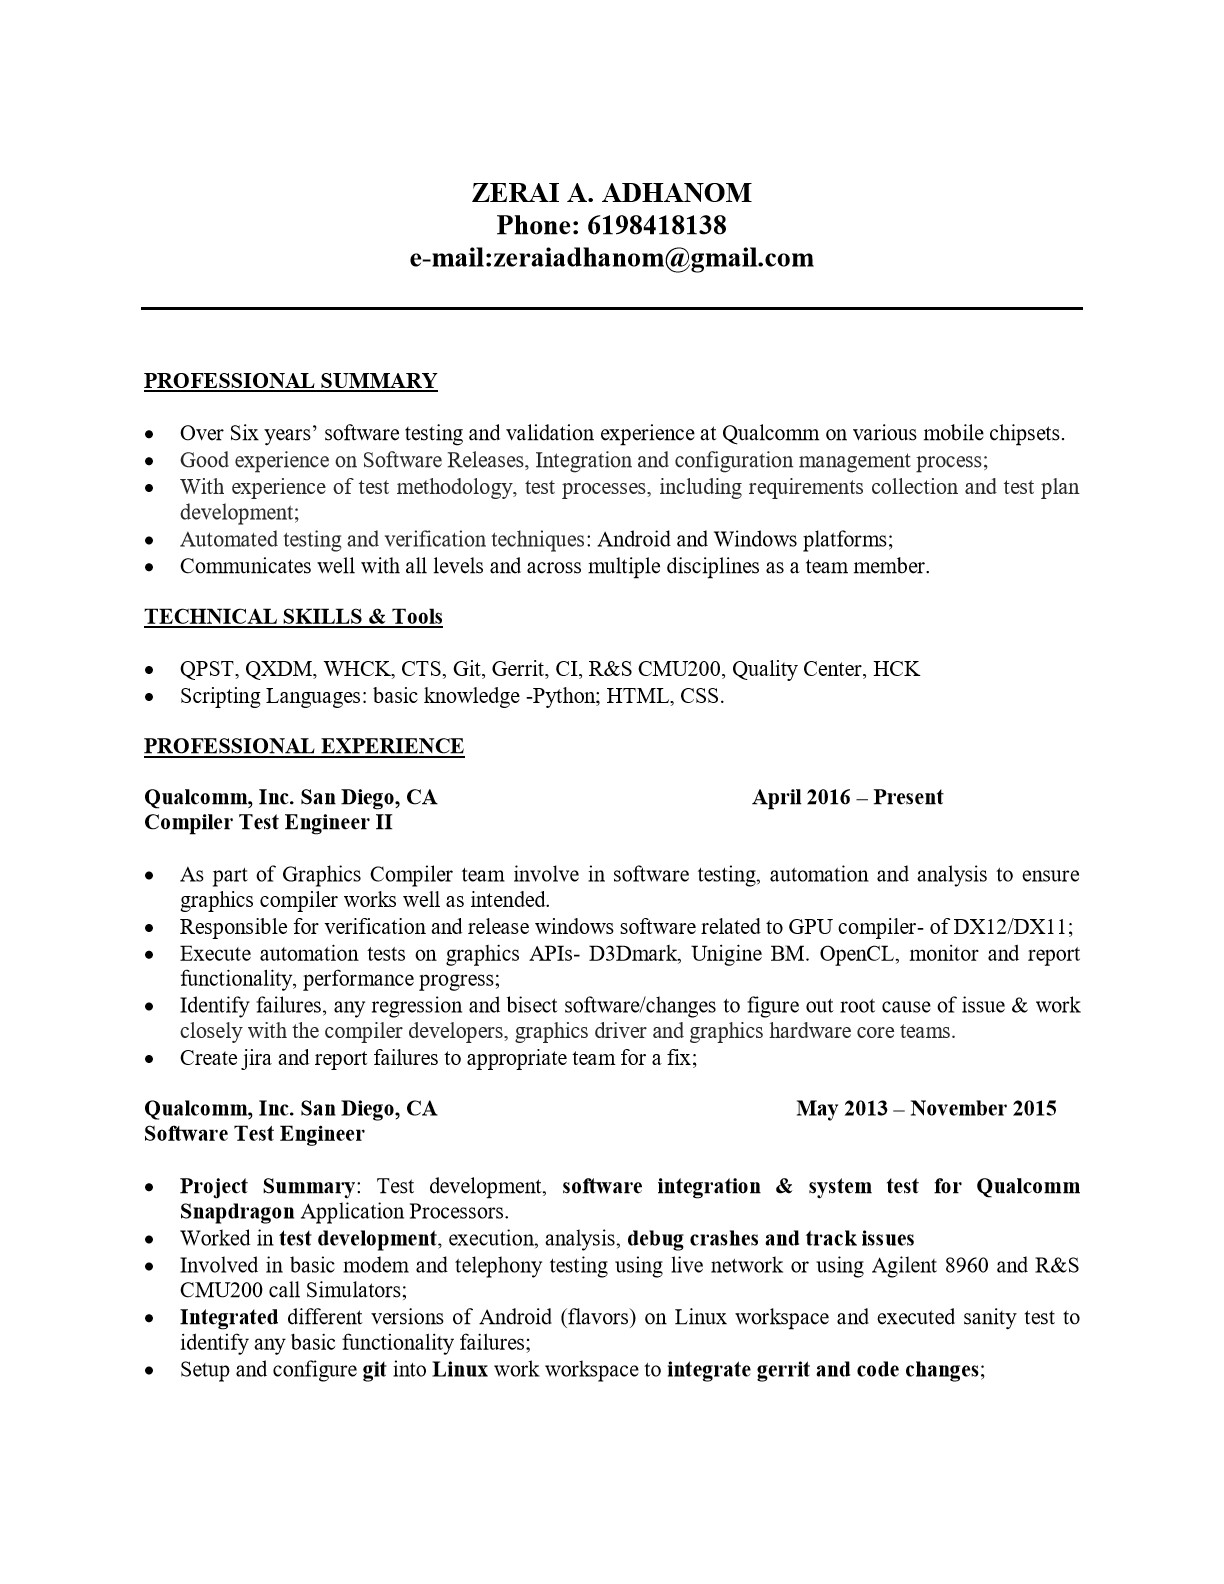 ZERAI A. ADHANOM
Phone: 6198418138
e-mail:zeraiadhanom@gmail.com
PROFESSIONAL SUMMARY
• Over Six years’ software testing and validation experience at Qualcomm on various mobile chipsets.
• Good experience on Software Releases, Integration and configuration management process;
• With experience of test methodology, test processes, including requirements collection and test plan
development;
• Automated testing and verification techniques: Android and Windows platforms;
• Communicates well with all levels and across multiple disciplines as a team member.
TECHNICAL SKILLS & Tools
• QPST, QXDM, WHCK, CTS, Git, Gerrit, CI, R&S CMU200, Quality Center, HCK
• Scripting Languages: basic knowledge -Python; HTML, CSS.
PROFESSIONAL EXPERIENCE
Qualcomm, Inc. San Diego, CA April 2016 – Present
Compiler Test Engineer II
• As part of Graphics Compiler team involve in software testing, automation and analysis to ensure
graphics compiler works well as intended.
• Responsible for verification and release windows software related to GPU compiler- of DX12/DX11;
• Execute automation tests on graphics APIs- D3Dmark, Unigine BM. OpenCL, monitor and report
functionality, performance progress;
• Identify failures, any regression and bisect software/changes to figure out root cause of issue & work
closely with the compiler developers, graphics driver and graphics hardware core teams.
• Create jira and report failures to appropriate team for a fix;
Qualcomm, Inc. San Diego, CA May 2013 – November 2015
Software Test Engineer
• Project Summary: Test development, software integration & system test for Qualcomm
Snapdragon Application Processors.
• Worked in test development, execution, analysis, debug crashes and track issues
• Involved in basic modem and telephony testing using live network or using Agilent 8960 and R&S
CMU200 call Simulators;
• Integrated different versions of Android (flavors) on Linux workspace and executed sanity test to
identify any basic functionality failures;
• Setup and configure git into Linux work workspace to integrate gerrit and code changes;